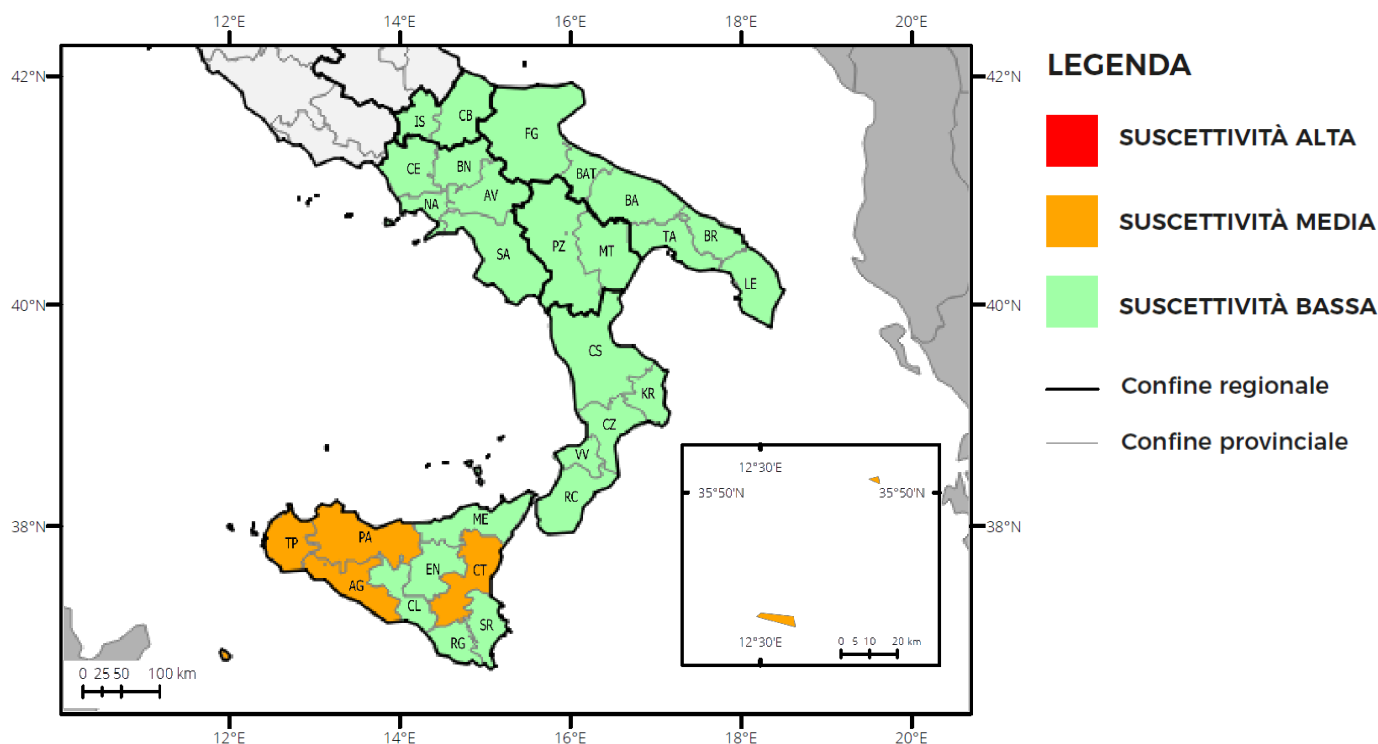 12°E 14°E 16°E 18°E 20°E
42°N 42°N
40°N 40°N
38°N 38°N
IS CB FG
CE BN BAT
NA AV BA
SA PZ MT TA BR
LE
CS
KR
CZ
VV
RC
ME
TP PA
AG EN CT
CL
SR
RG
12°30'E
35°50'N 35°50'N
12°30'E
0 5 10 20 km
0 25 50 100 km
12°E 14°E 16°E 18°E 20°E
LEGENDA
SUSCETTIVITÀ ALTA
SUSCETTIVITÀ MEDIA
SUSCETTIVITÀ BASSA
Confine regionale
Confine provinciale